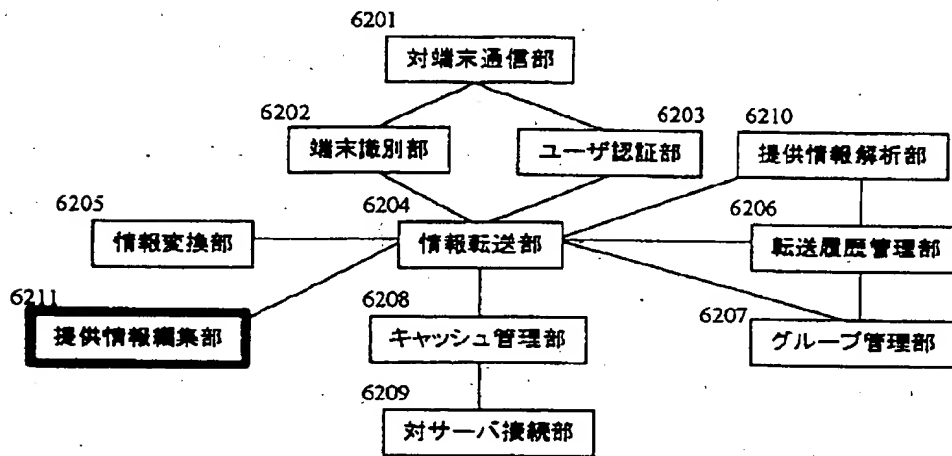 6201
対端末通信部
6202
端末識別部
6203
ユーザ認証部
6210
提供情報解析部
6205
情報変換部
6204
情報転送部
6206
転送履歴管理部
6211
提供情報編集部
6208
キャッシュ管理部
6207
グループ管理部
6209
対サーバ接続部